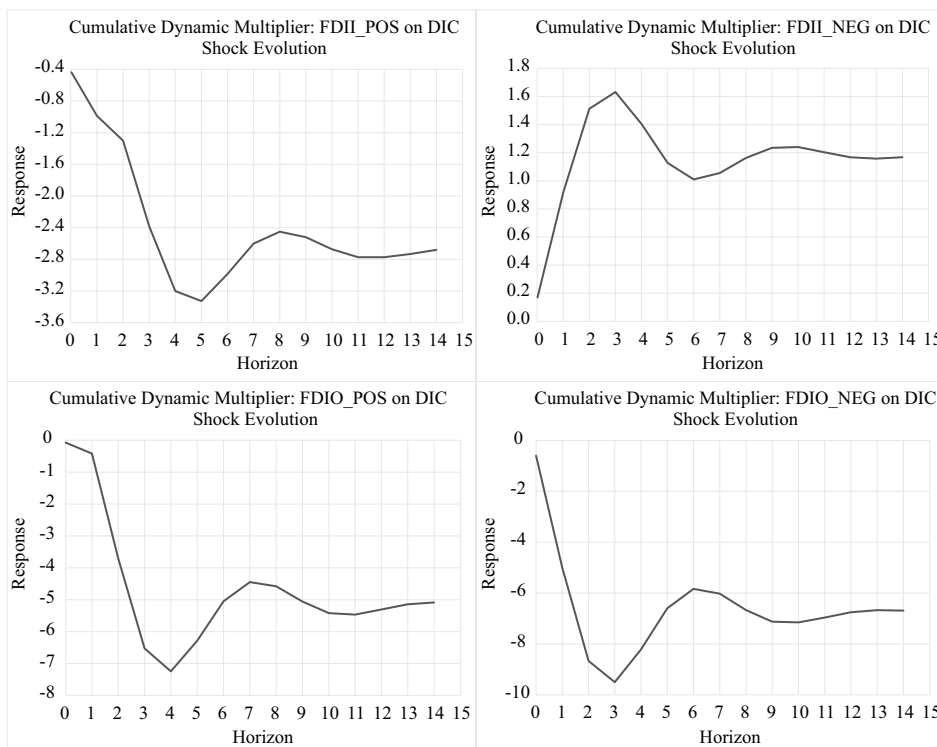 Cumulative Dynamic Multiplier: FDII_POS on DIC
Shock Evolution
-0.4
-0.8
-1.2
-1.6
-2.0
-2.4
-2.8
-3.2
-3.6
Response
0 1 2 3 4 5 6 7 8 9 10 11 12 13 14 15
Horizon
Cumulative Dynamic Multiplier: FDII_NEG on DIC
Shock Evolution
1.8
1.6
1.4
1.2
1.0
0.8
0.6
0.4
0.2
0.0
Response
0 1 2 3 4 5 6 7 8 9 10 11 12 13 14 15
Horizon
Cumulative Dynamic Multiplier: FDIO_POS on DIC
Shock Evolution
0
-1
-2
-3
-4
-5
-6
-7
-8
Response
0 1 2 3 4 5 6 7 8 9 10 11 12 13 14 15
Horizon
Cumulative Dynamic Multiplier: FDIO_NEG on DIC
Shock Evolution
0
-2
-4
-6
-8
-10
Response
0 1 2 3 4 5 6 7 8 9 10 11 12 13 14 15
Horizon